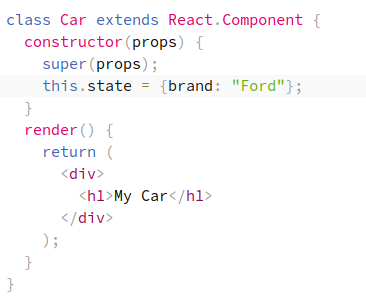 class Car extends React.Component {
  constructor(props) {
    super(props);
    this.state = {brand: "Ford"};
  }
  render() {
    return (
      <div>
        <h1>My Car</h1>
      </div>
    );
  }
}